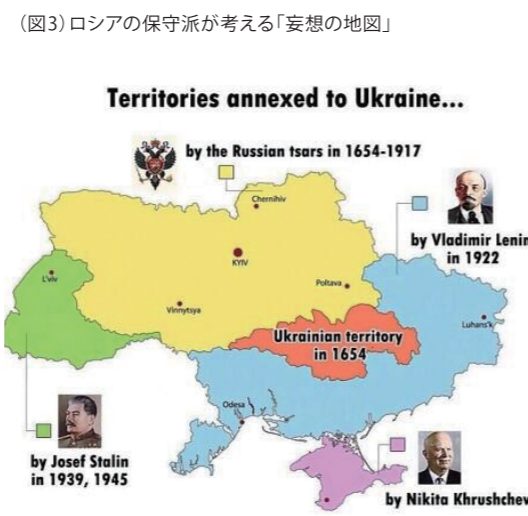 （図3）ロシアの保守派が考える「妄想の地図」
Territories annexed to Ukraine...
by the Russian tsars in 1654-1917
Chernihiv
by Vladimir Lenin
in 1922
KYIV
L'viv
Poltava
Vinnytsya
Luhans'k
Ukrainian territory
in 1654
Odesa
by Josef Stalin
in 1939, 1945
by Nikita Khrushchev